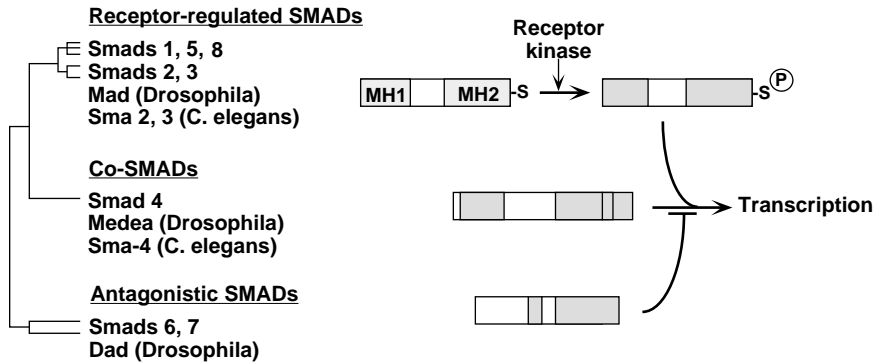 Receptor-regulated SMADs
Smads 1, 5, 8
Smads 2, 3
Mad (Drosophila)
Sma 2, 3 (C. elegans)
Receptor
kinase
MH1 MH2 -S
-S P
Co-SMADs
Smad 4
Medea (Drosophila)
Sma-4 (C. elegans)
Transcription
Antagonistic SMADs
Smads 6, 7
Dad (Drosophila)